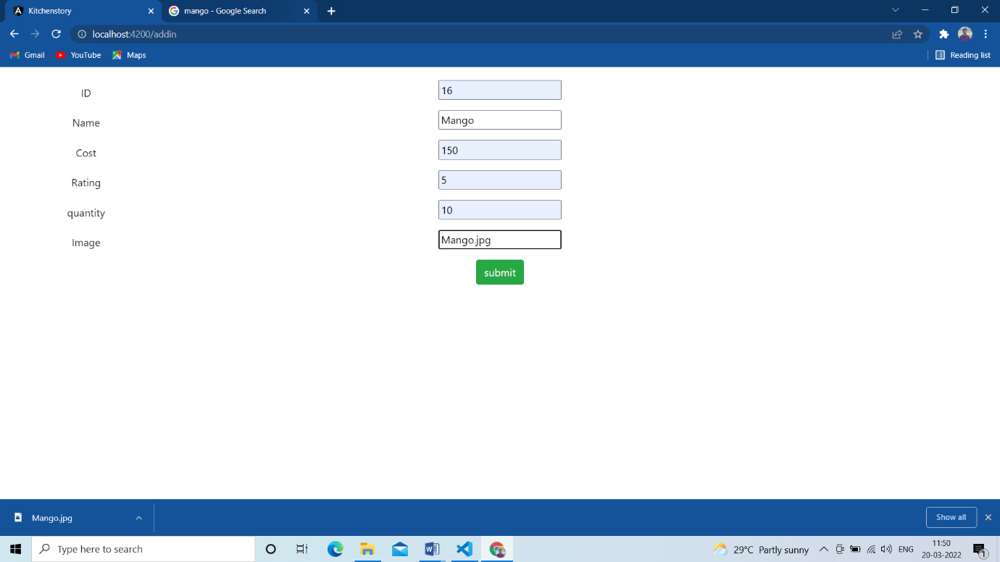 Kitchenstory
mango - Google Search
localhost:4200/addin
Gmail YouTube Maps Reading list
ID 16
Name Mango
Cost 150
Rating 5
quantity 10
Image Mango.jpg
submit
Mango.jpg Show all
Type here to search 29°C Partly sunny ENG 11:50
20-03-2022 1